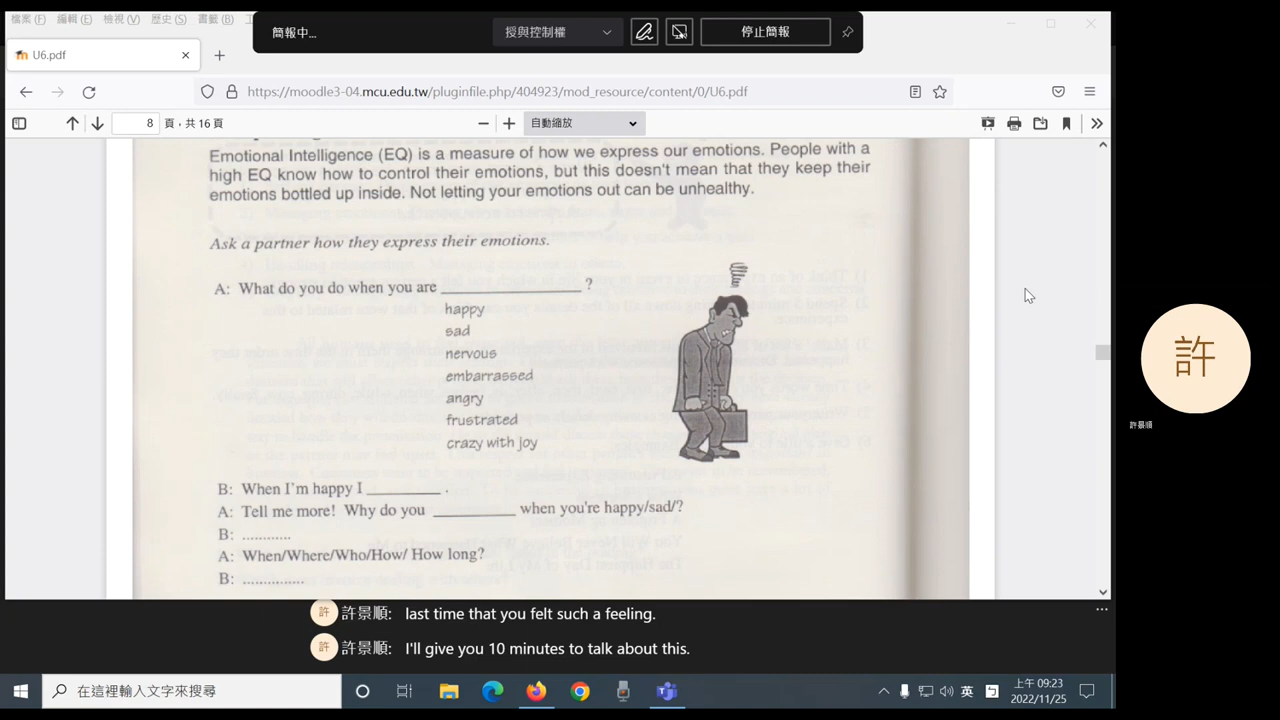 檔案(F) 編輯(E) 檢視(V) 歷史(S) 書籤(B)
簡報中... 授與控制權 停止簡報
U6.pdf
https://moodle3-04.mcu.edu.tw/pluginfile.php/404923/mod_resource/content/0/U6.pdf
8 頁，共 16 頁 自動縮放
Emotional Intelligence (EQ) is a measure of how we express our emotions. People with a
high EQ know how to control their emotions, but this doesn't mean that they keep their
emotions bottled up inside. Not letting your emotions out can be unhealthy.
Ask a partner how they express their emotions.
A: What do you do when you are ________________ ?
happy
sad
nervous
embarrassed
angry
frustrated
crazy with joy
B: When I'm happy I ________ .
A: Tell me more! Why do you _________ when you're happy/sad/?
B: ............
A: When/Where/Who/How/ How long?
B: ...............
許
許景順
許 許景順: last time that you felt such a feeling.
許 許景順: I'll give you 10 minutes to talk about this.
在這裡輸入文字來搜尋
英
上午 09:23
2022/11/25